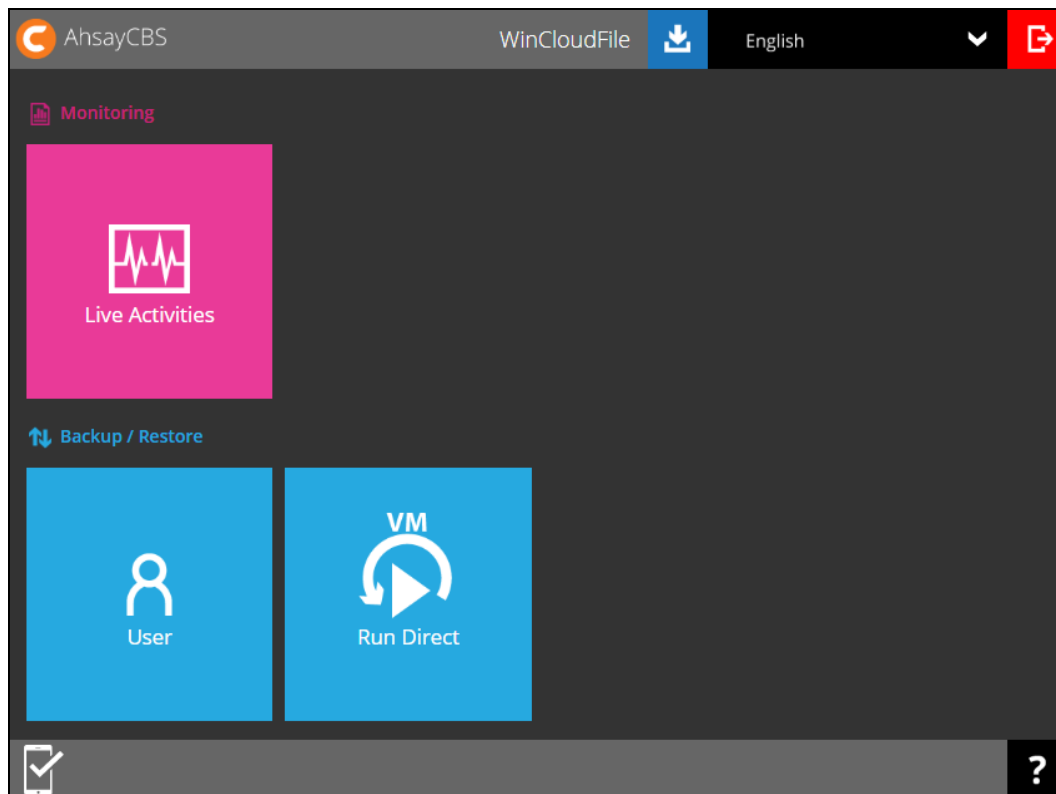 AhsayCBS
WinCloudFile
English
Monitoring
Live Activities
Backup / Restore
User
VM
Run Direct
?